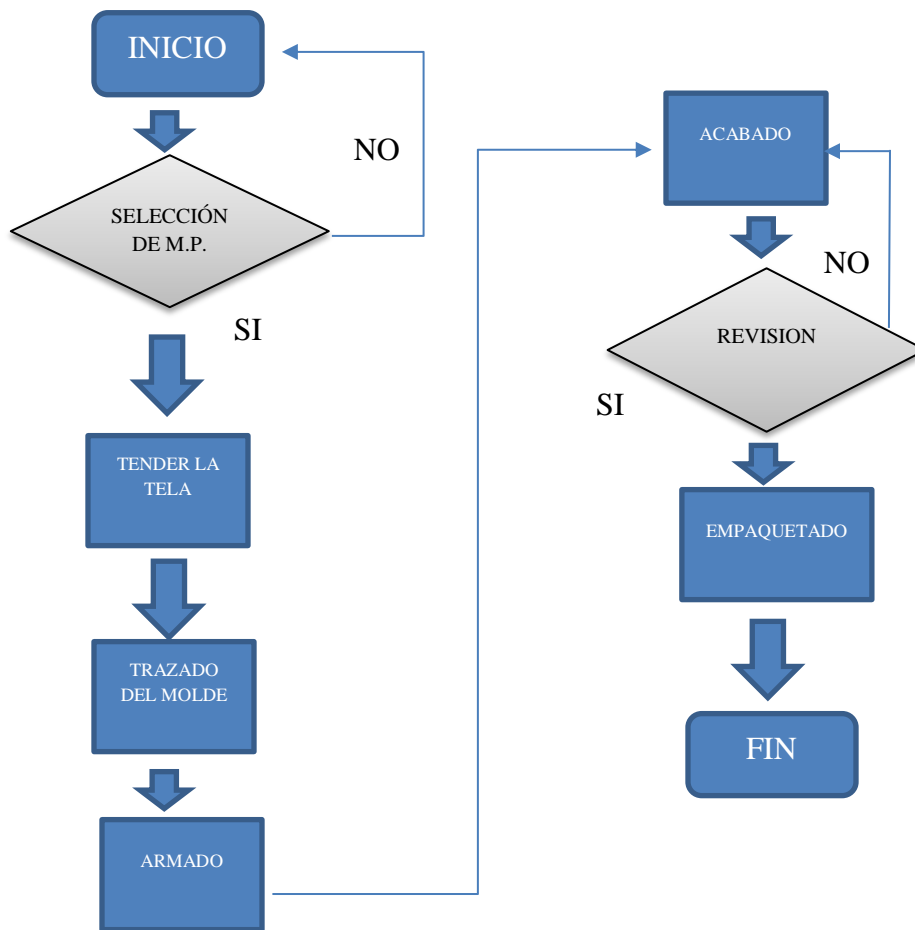 INICIO
NO
SELECCIÓN
DE M.P.
SI
TENDER LA
TELA
TRAZADO
DEL MOLDE
ARMADO
ACABADO
NO
REVISION
SI
EMPAQUETADO
FIN